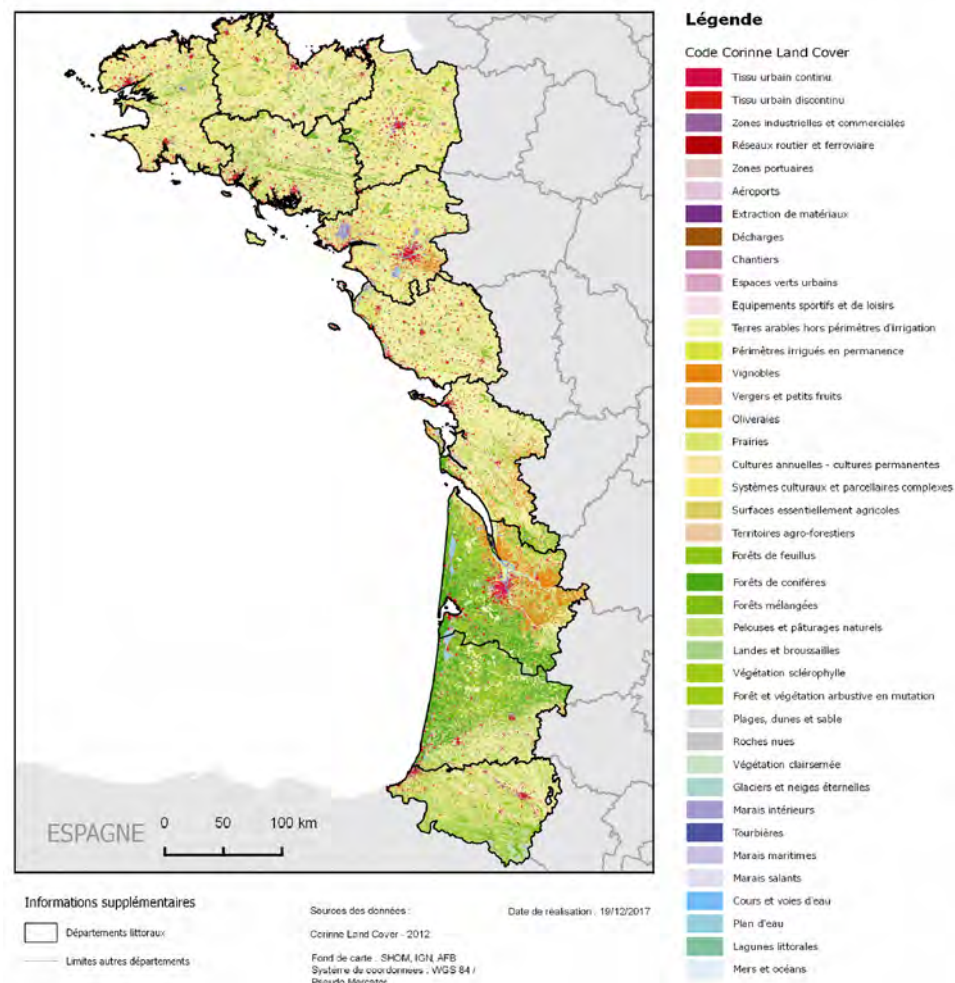 Légende
Code Corinne Land Cover
Tissu urbain continu
Tissu urbain discontinu
Zones industrielles et commerciales
Réseaux routier et ferroviaire
Zones portuaires
Aéroports
Extraction de matériaux
Décharges
Chantiers
Espaces verts urbains
Equipements sportifs et de loisirs
Terres arables hors périmètres d'irrigation
Périmètres irrigués en permanence
Vignobles
Vergers et petits fruits
Oliveraies
Prairies
Cultures annuelles - cultures permanentes
Systèmes culturaux et parcellaires complexes
Surfaces essentiellement agricoles
Territoires agro-forestiers
Forêts de feuillus
Forêts de conifères
Forêts mélangées
Pelouses et pâturages naturels
Landes et broussailles
Végétation sclérophylle
Forêt et végétation arbustive en mutation
Plages, dunes et sable
Roches nues
Végétation clairsemée
Glaciers et neiges éternelles
Marais intérieurs
Tourbières
Marais maritimes
Marais salants
Cours et voies d'eau
Plan d'eau
Lagunes littorales
Mers et océans
ESPAGNE
0 50 100 km
Informations supplémentaires
Départements littoraux
Limites autres départements
Sources des données :
Corinne Land Cover - 2012
Fond de carte : SHOM, IGN, AFB
Système de coordonnées : WGS 84 /
Pseudo Mercator
Date de réalisation : 19/12/2017